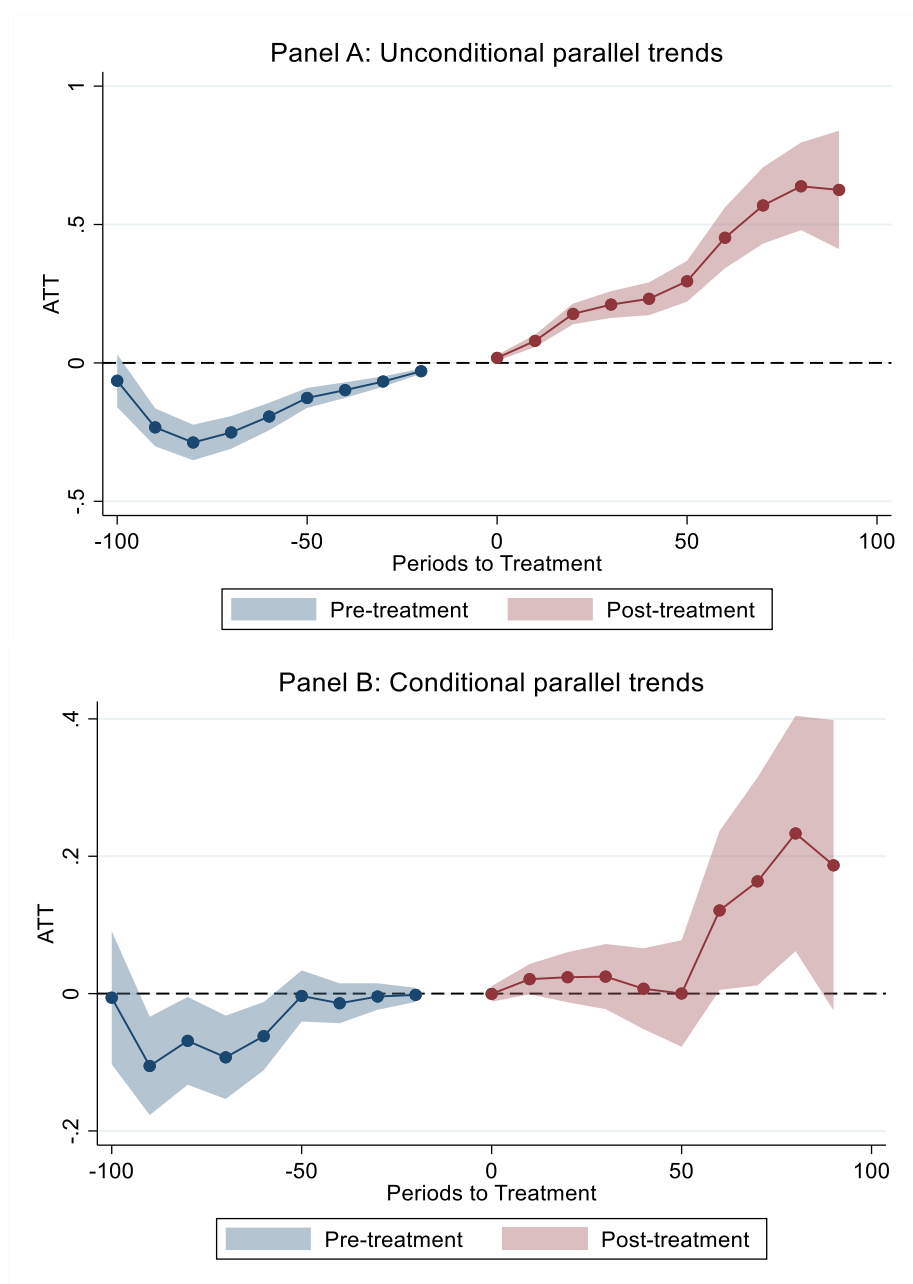 Panel A: Unconditional parallel trends
1
.5
0
-.5
ATT
-100 -50 0 50 100
Periods to Treatment
Pre-treatment Post-treatment
Panel B: Conditional parallel trends
.4
.2
0
-.2
ATT
-100 -50 0 50 100
Periods to Treatment
Pre-treatment Post-treatment